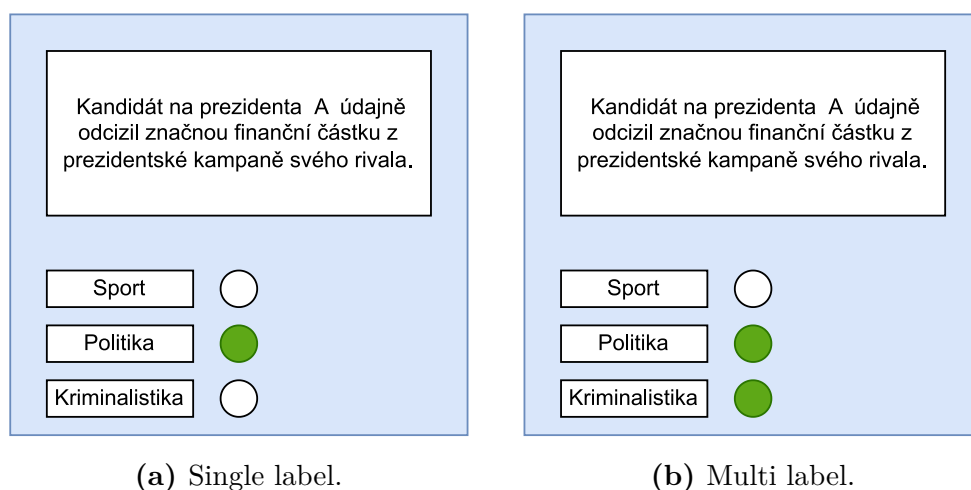 Kandidát na prezidenta A údajně
odcizil značnou finanční částku z
prezidentské kampaně svého rivala.
Sport
Politika
Kriminalistika
(a) Single label.
Kandidát na prezidenta A údajně
odcizil značnou finanční částku z
prezidentské kampaně svého rivala.
Sport
Politika
Kriminalistika
(b) Multi label.